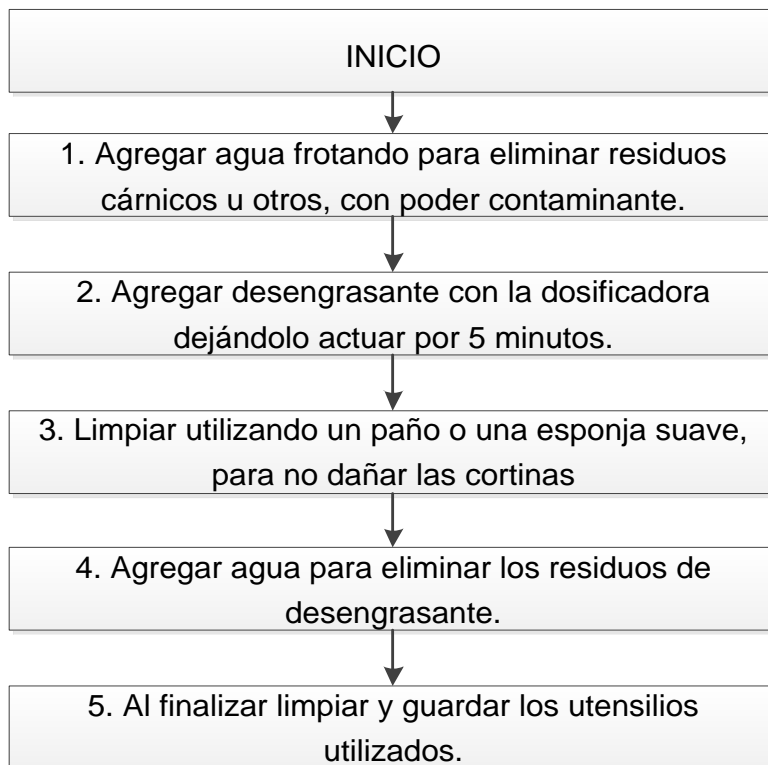 INICIO
1. Agregar agua frotando para eliminar residuos
cárnicos u otros, con poder contaminante.
2. Agregar desengrasante con la dosificadora
dejándolo actuar por 5 minutos.
3. Limpiar utilizando un paño o una esponja suave,
para no dañar las cortinas
4. Agregar agua para eliminar los residuos de
desengrasante.
5. Al finalizar limpiar y guardar los utensilios
utilizados.